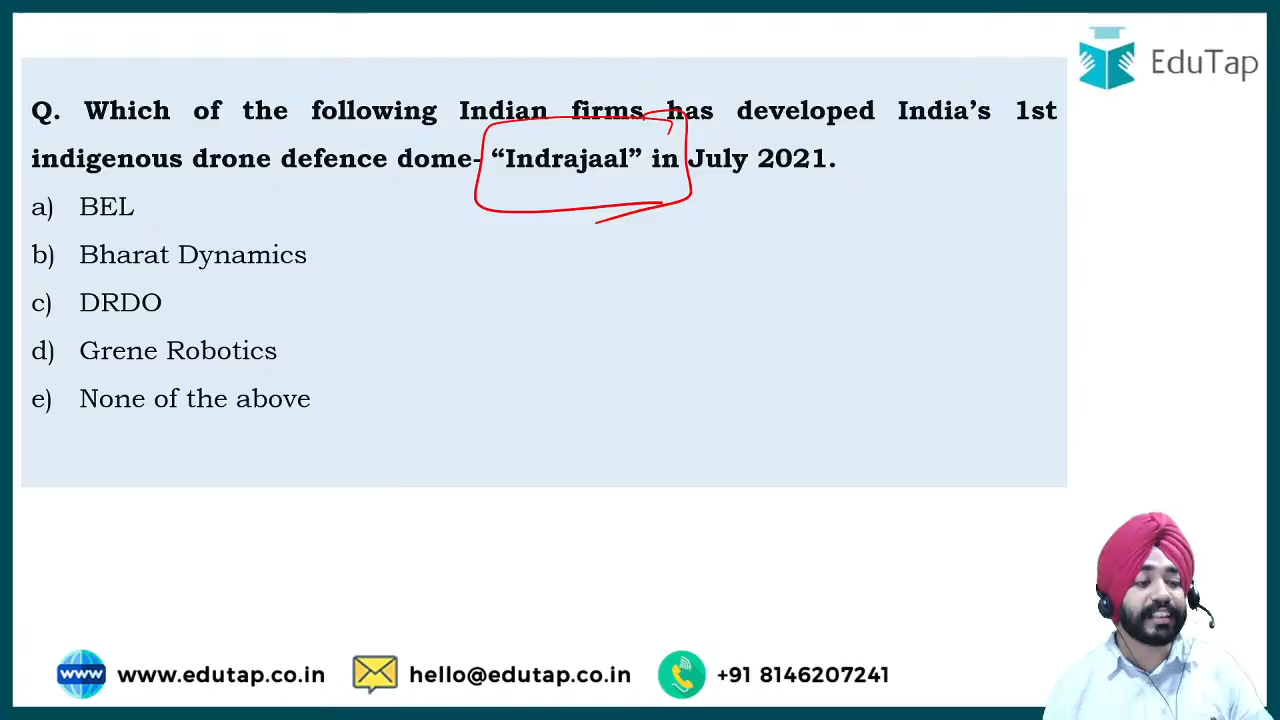 EduTap
Q. Which of the following Indian firms has developed India’s 1st
indigenous drone defence dome- “Indrajaal” in July 2021.
a) BEL
b) Bharat Dynamics
c) DRDO
d) Grene Robotics
e) None of the above
www www.edutap.co.in hello@edutap.co.in +91 8146207241